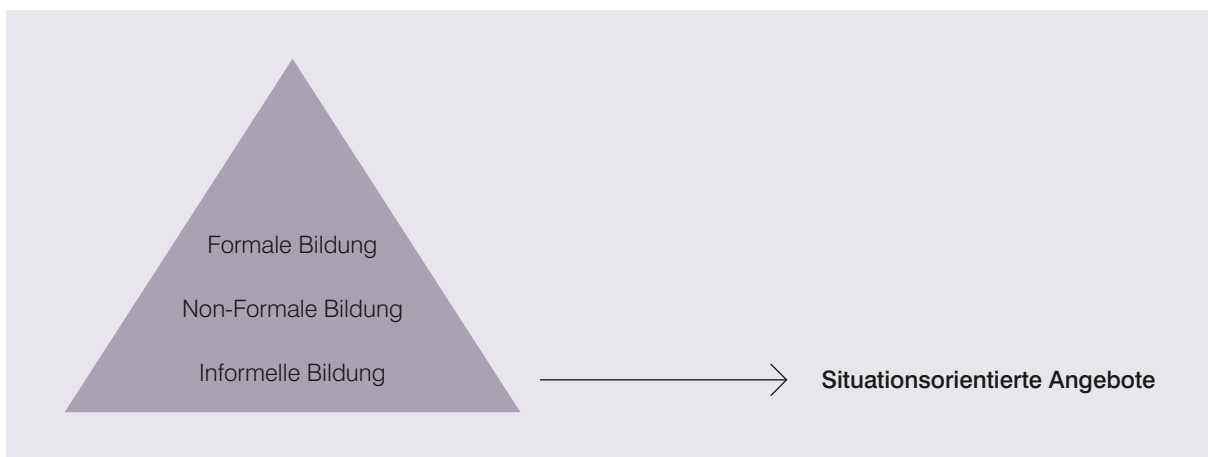 Formale Bildung
Non-Formale Bildung
Informelle Bildung
Situationsorientierte Angebote